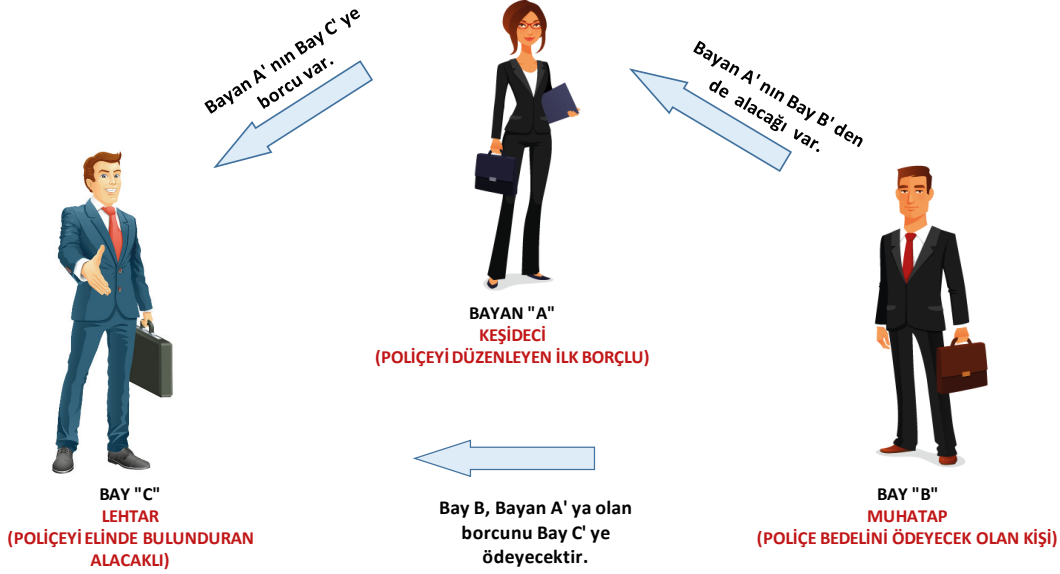 Bayan A' nın Bay C' ye
borcu var.
Bayan A' nın Bay B' den
de alacağı var.
BAYAN "A"
KEŞİDECİ
(POLİÇEYİ DÜZENLEYEN İLK BORÇLU)
BAY "C"
LEHTAR
(POLİÇEYİ ELİNDE BULUNDURAN
ALACAKLI)
Bay B, Bayan A' ya olan
borcunu Bay C' ye
ödeyecektir.
BAY "B"
MUHATAP
(POLİÇE BEDELİNİ ÖDEYECEK OLAN KİŞİ)